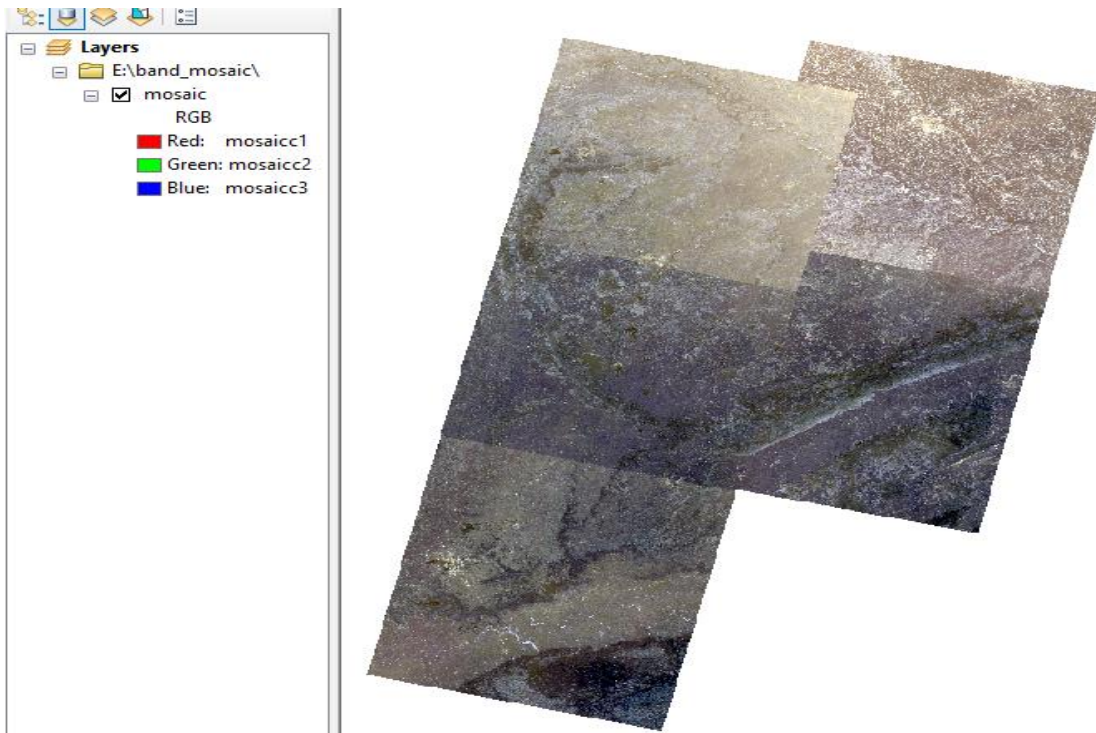 Layers
E:\band_mosaic\
mosaic
RGB
Red: mosaicc1
Green: mosaicc2
Blue: mosaicc3